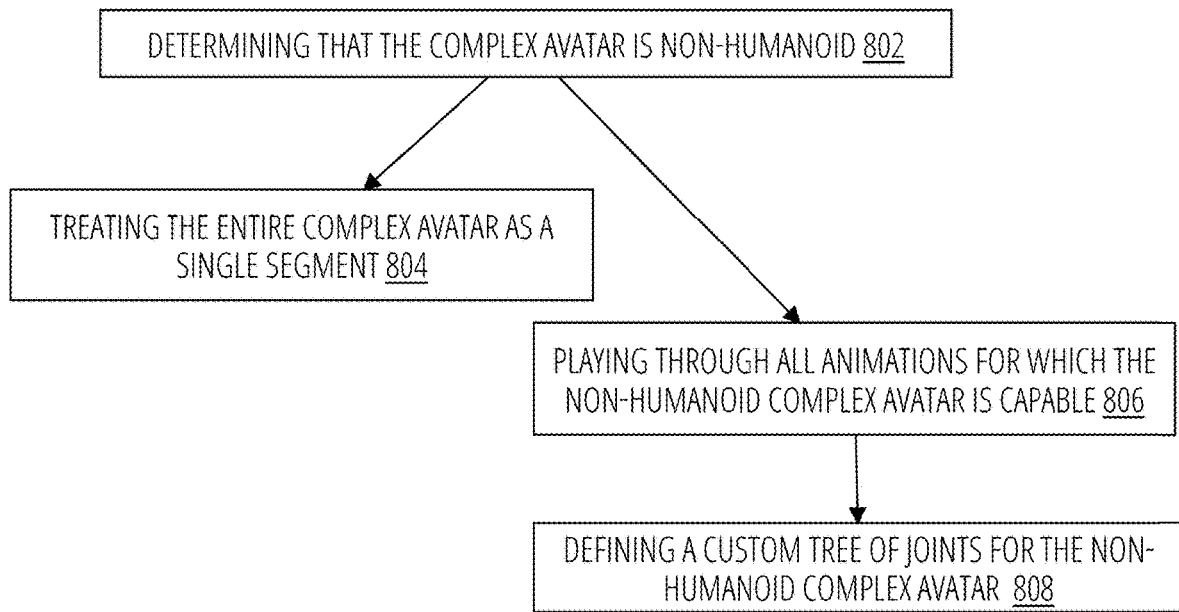 DETERMINING THAT THE COMPLEX AVATAR IS NON-HUMANOID 802
TREATING THE ENTIRE COMPLEX AVATAR AS A
SINGLE SEGMENT 804
PLAYING THROUGH ALL ANIMATIONS FOR WHICH THE
NON-HUMANOID COMPLEX AVATAR IS CAPABLE 806
DEFINING A CUSTOM TREE OF JOINTS FOR THE NON-
HUMANOID COMPLEX AVATAR 808